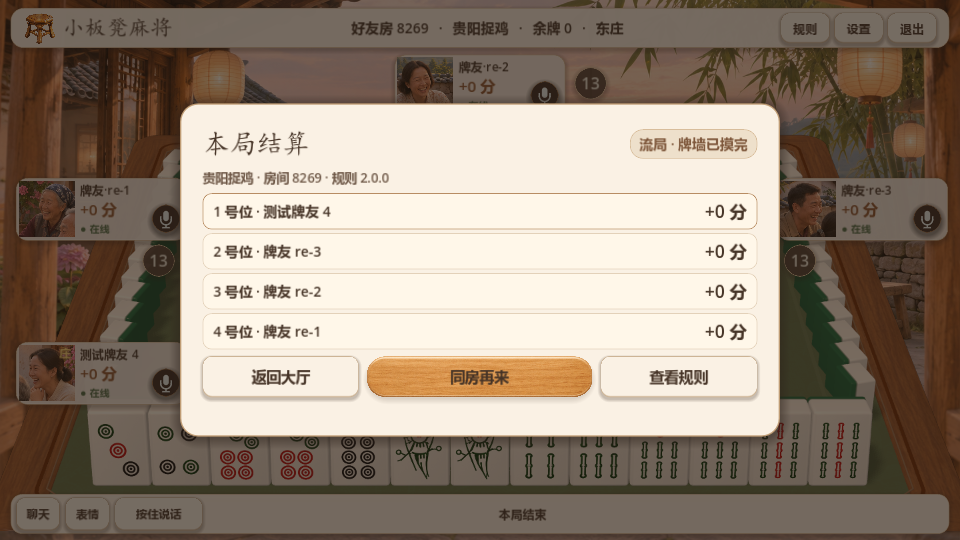 小板凳麻将
好友房 8269 · 贵阳捉鸡 · 余牌 0 · 东庄
规则
设置
退出
牌友·re-2
+0 分
13
牌友·re-1
+0 分
• 在线
13
牌友·re-3
+0 分
• 在线
13
本局结算
流局 · 牌墙已摸完
贵阳捉鸡 · 房间 8269 · 规则 2.0.0
1 号位 · 测试牌友 4
+0 分
2 号位 · 牌友 re-3
+0 分
3 号位 · 牌友 re-2
+0 分
4 号位 · 牌友 re-1
+0 分
返回大厅
同房再来
查看规则
庄
测试牌友 4
+0 分
• 在线
聊天
表情
按住说话
本局结束